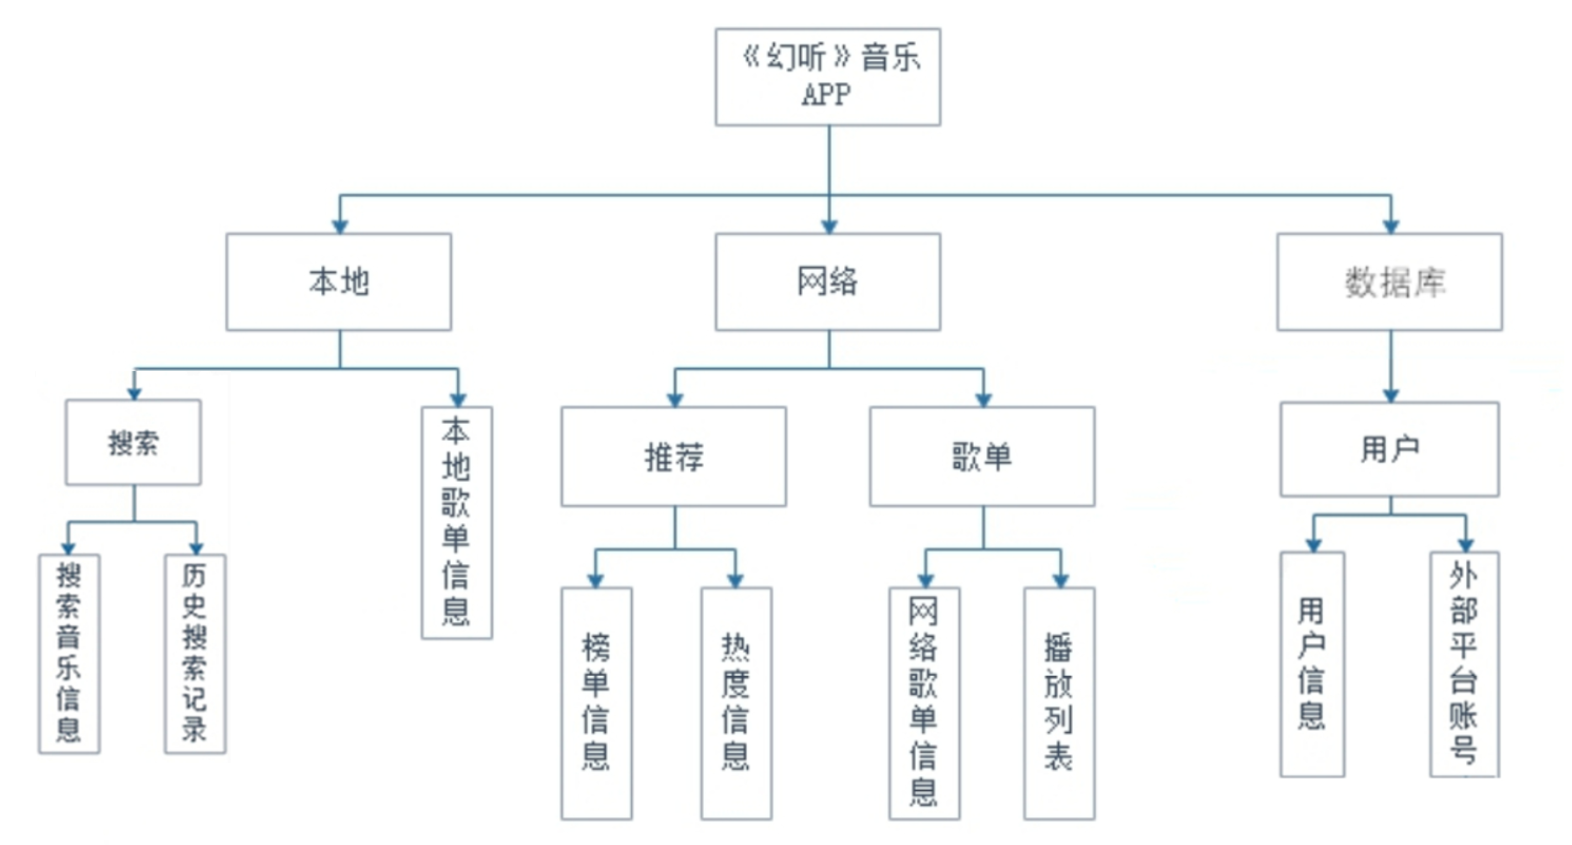 《幻听》音乐
APP
本地
网络
数据库
搜索
本地歌单信息
推荐
歌单
用户
搜索音乐信息
历史搜索记录
榜单信息
热度信息
网络歌单信息
播放列表
用户信息
外部平台账号